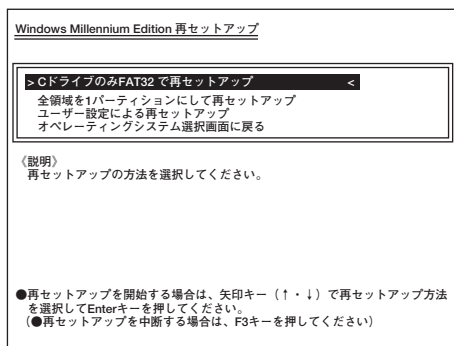 Windows Millennium Edition 再セットアップ
> CドライブのみFAT32 で再セットアップ <
全領域を1パーティションにして再セットアップ
ユーザー設定による再セットアップ
オペレーティングシステム選択画面に戻る
《説明》
再セットアップの方法を選択してください。
●再セットアップを開始する場合は、矢印キー（↑・↓）で再セットアップ方法
を選択してEnterキーを押してください。
（●再セットアップを中断する場合は、F3キーを押してください）